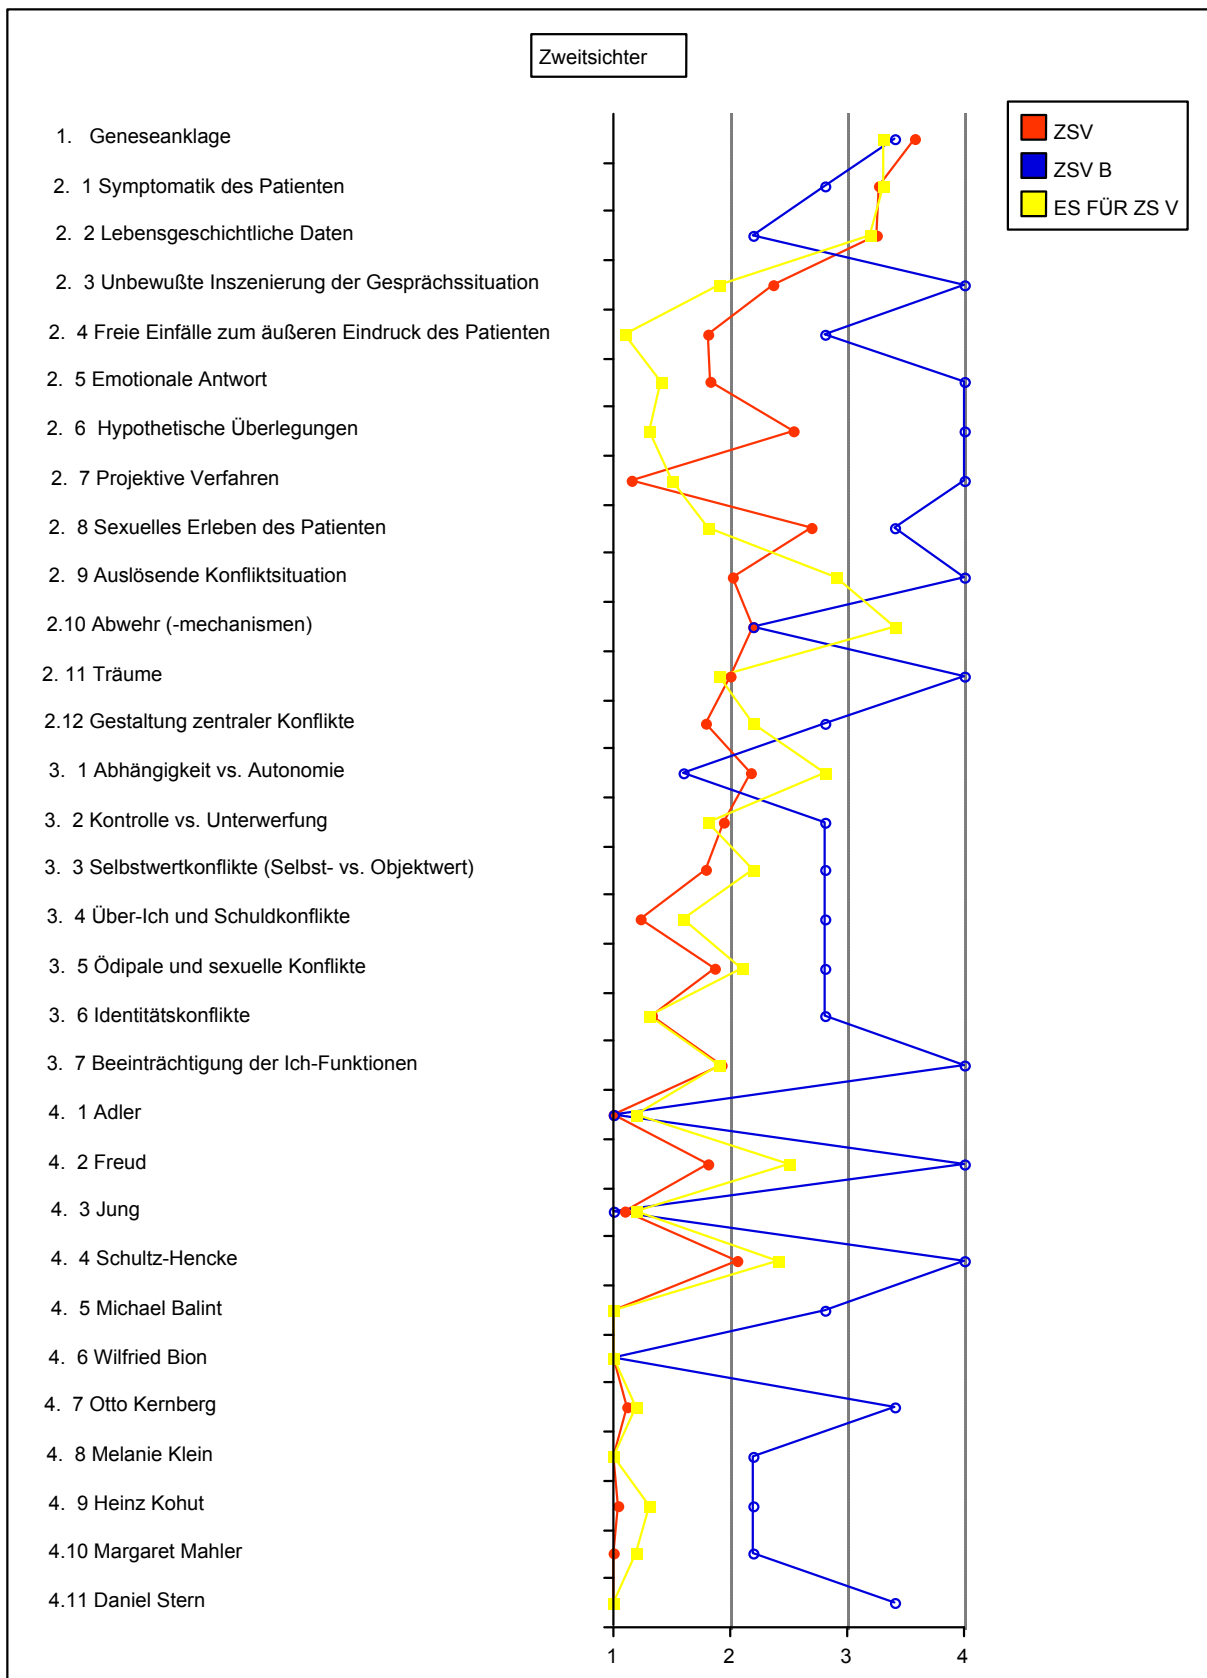 Zweitsichter
ZSV
ZSV B
ES FÜR ZS V
1. Geneseanklage
2. 1 Symptomatik des Patienten
2. 2 Lebensgeschichtliche Daten
2. 3 Unbewußte Inszenierung der Gesprächssituation
2. 4 Freie Einfälle zum äußeren Eindruck des Patienten
2. 5 Emotionale Antwort
2. 6 Hypothetische Überlegungen
2. 7 Projektive Verfahren
2. 8 Sexuelles Erleben des Patienten
2. 9 Auslösende Konfliktsituation
2.10 Abwehr (-mechanismen)
2. 11 Träume
2.12 Gestaltung zentraler Konflikte
3. 1 Abhängigkeit vs. Autonomie
3. 2 Kontrolle vs. Unterwerfung
3. 3 Selbstwertkonflikte (Selbst- vs. Objektwert)
3. 4 Über-Ich und Schuldkonflikte
3. 5 Ödipale und sexuelle Konflikte
3. 6 Identitätskonflikte
3. 7 Beeinträchtigung der Ich-Funktionen
4. 1 Adler
4. 2 Freud
4. 3 Jung
4. 4 Schultz-Hencke
4. 5 Michael Balint
4. 6 Wilfried Bion
4. 7 Otto Kernberg
4. 8 Melanie Klein
4. 9 Heinz Kohut
4.10 Margaret Mahler
4.11 Daniel Stern
1 2 3 4